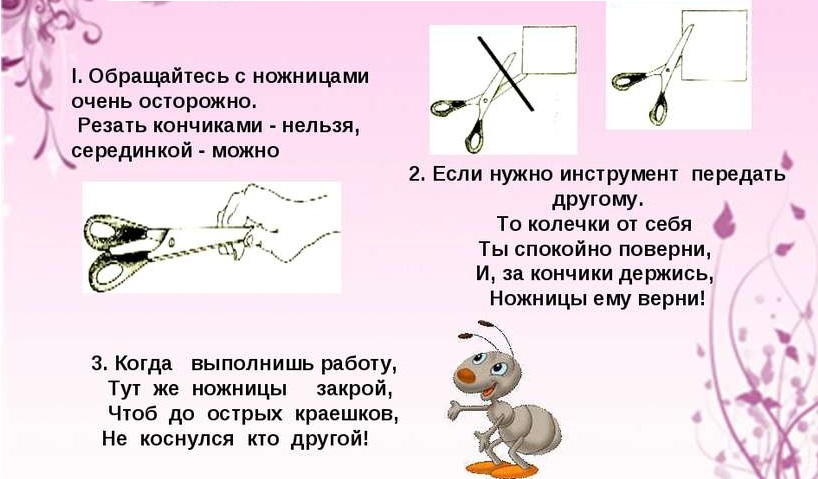 I. Обращайтесь с ножницами
очень осторожно.
Резать кончиками - нельзя,
серединкой - можно
2. Если нужно инструмент передать
другому.
То колечки от себя
Ты спокойно поверни,
И, за кончики держись,
Ножницы ему верни!
3. Когда выполнишь работу,
Тут же ножницы закрой,
Чтоб до острых краешков,
Не коснулся кто другой!